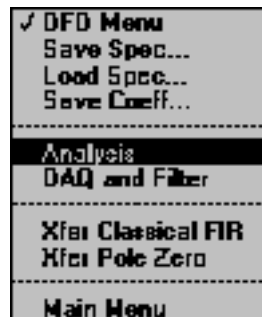 ✓ DFD Menu
Save Spec...
Load Spec...
Save Coeff...
Analysis
DAQ and Filter
Xfer Classical FIR
Xfer Pole Zero
Main Menu